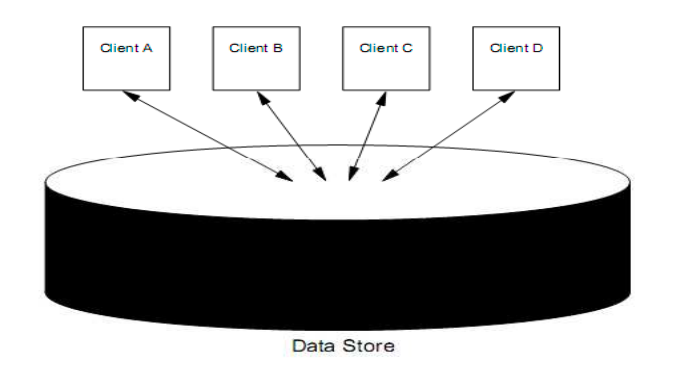 Client A
Client B
Client C
Client D
Data Store